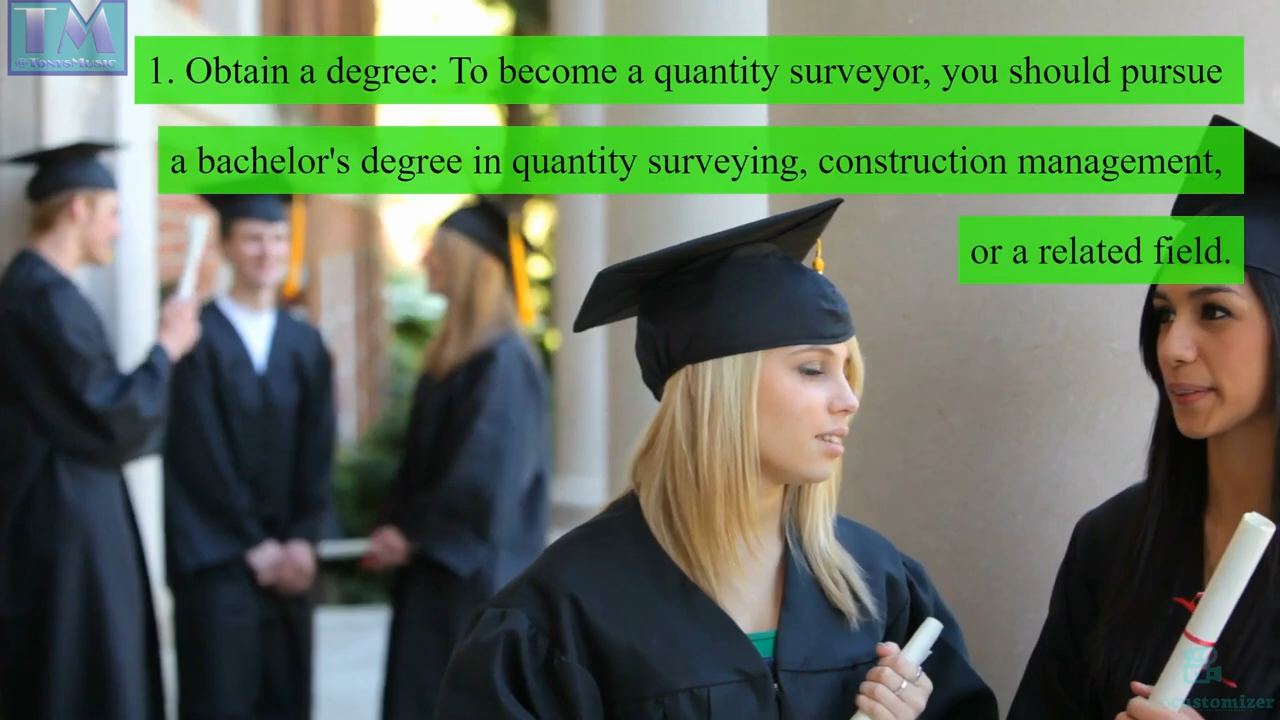 TM
@TonysMusic
1. Obtain a degree: To become a quantity surveyor, you should pursue
a bachelor's degree in quantity surveying, construction management,
or a related field.